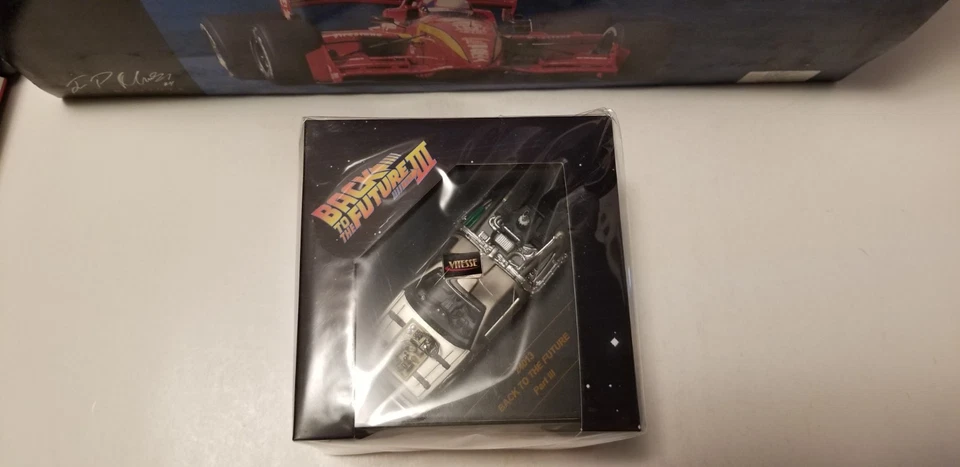 BACK
TO THE
FUTURE III
VITESSE
BACK TO THE FUTURE
Part III